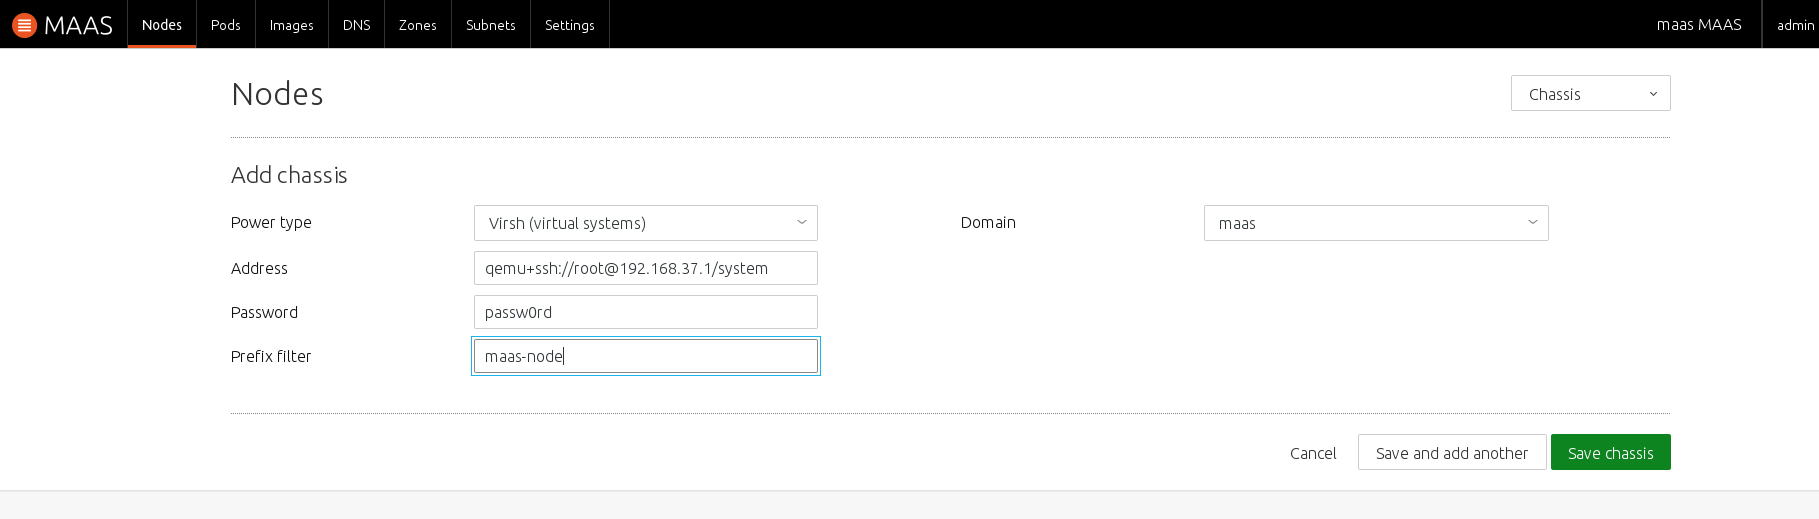 MAAS Nodes Pods Images DNS Zones Subnets Settings maas MAAS admin
Nodes Chassis
Add chassis
Power type Virsh (virtual systems) Domain maas
Address qemu+ssh://root@192.168.37.1/system
Password passw0rd
Prefix filter maas-node
Cancel Save and add another Save chassis